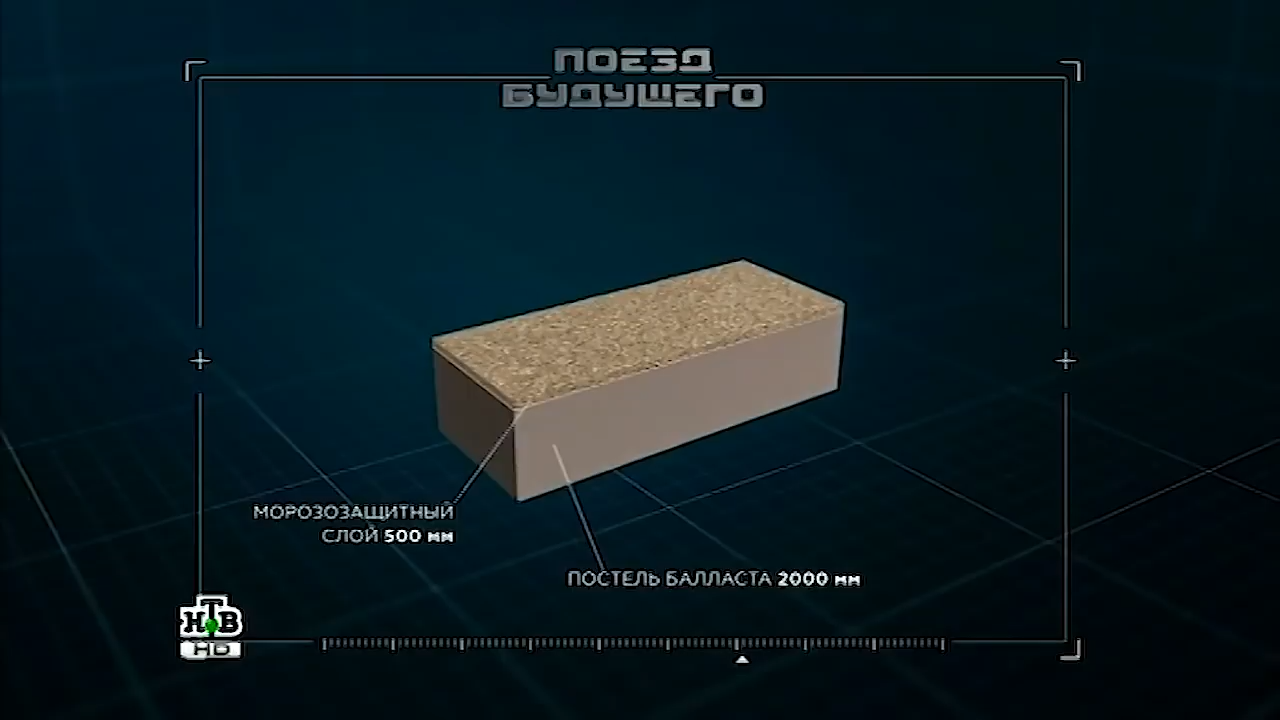 ПОЕЗД
БУДУЩЕГО
МОРОЗОЗАЩИТНЫЙ
СЛОЙ 500 мм
ПОСТЕЛЬ БАЛЛАСТА 2000 мм
НТВ
HD